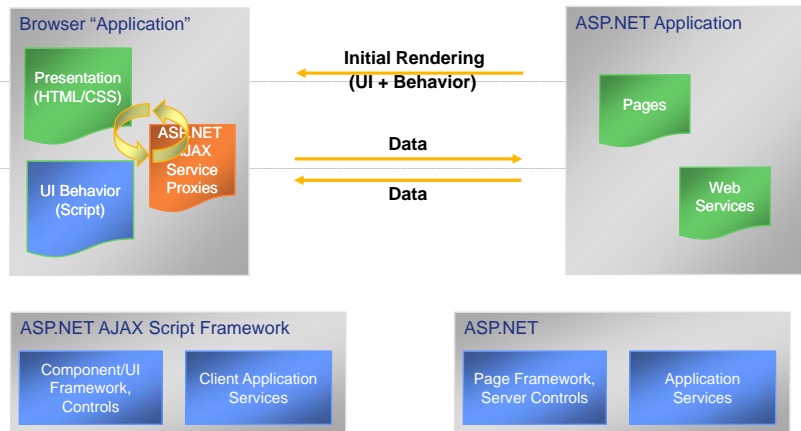 Browser “Application”
Presentation
(HTML/CSS)
ASP.NET
AJAX
Service
Proxies
UI Behavior
(Script)
Initial Rendering
(UI + Behavior)
Data
Data
ASP.NET Application
Pages
Web
Services
ASP.NET AJAX Script Framework
Component/UI
Framework,
Controls
Client Application
Services
ASP.NET
Page Framework,
Server Controls
Application
Services